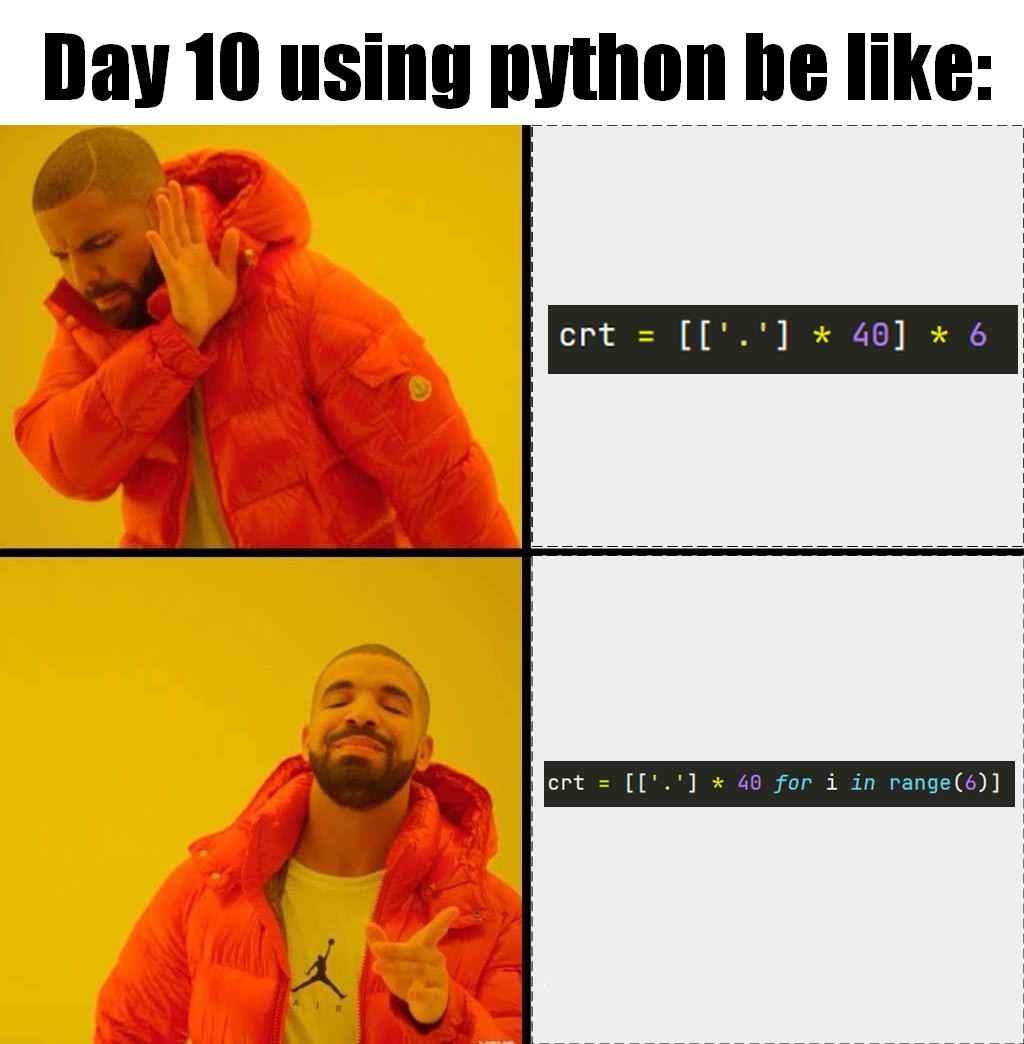 Day 10 using python be like:
crt = [['.'] * 40] * 6
crt = [['.'] * 40 for i in range(6)]
A I R